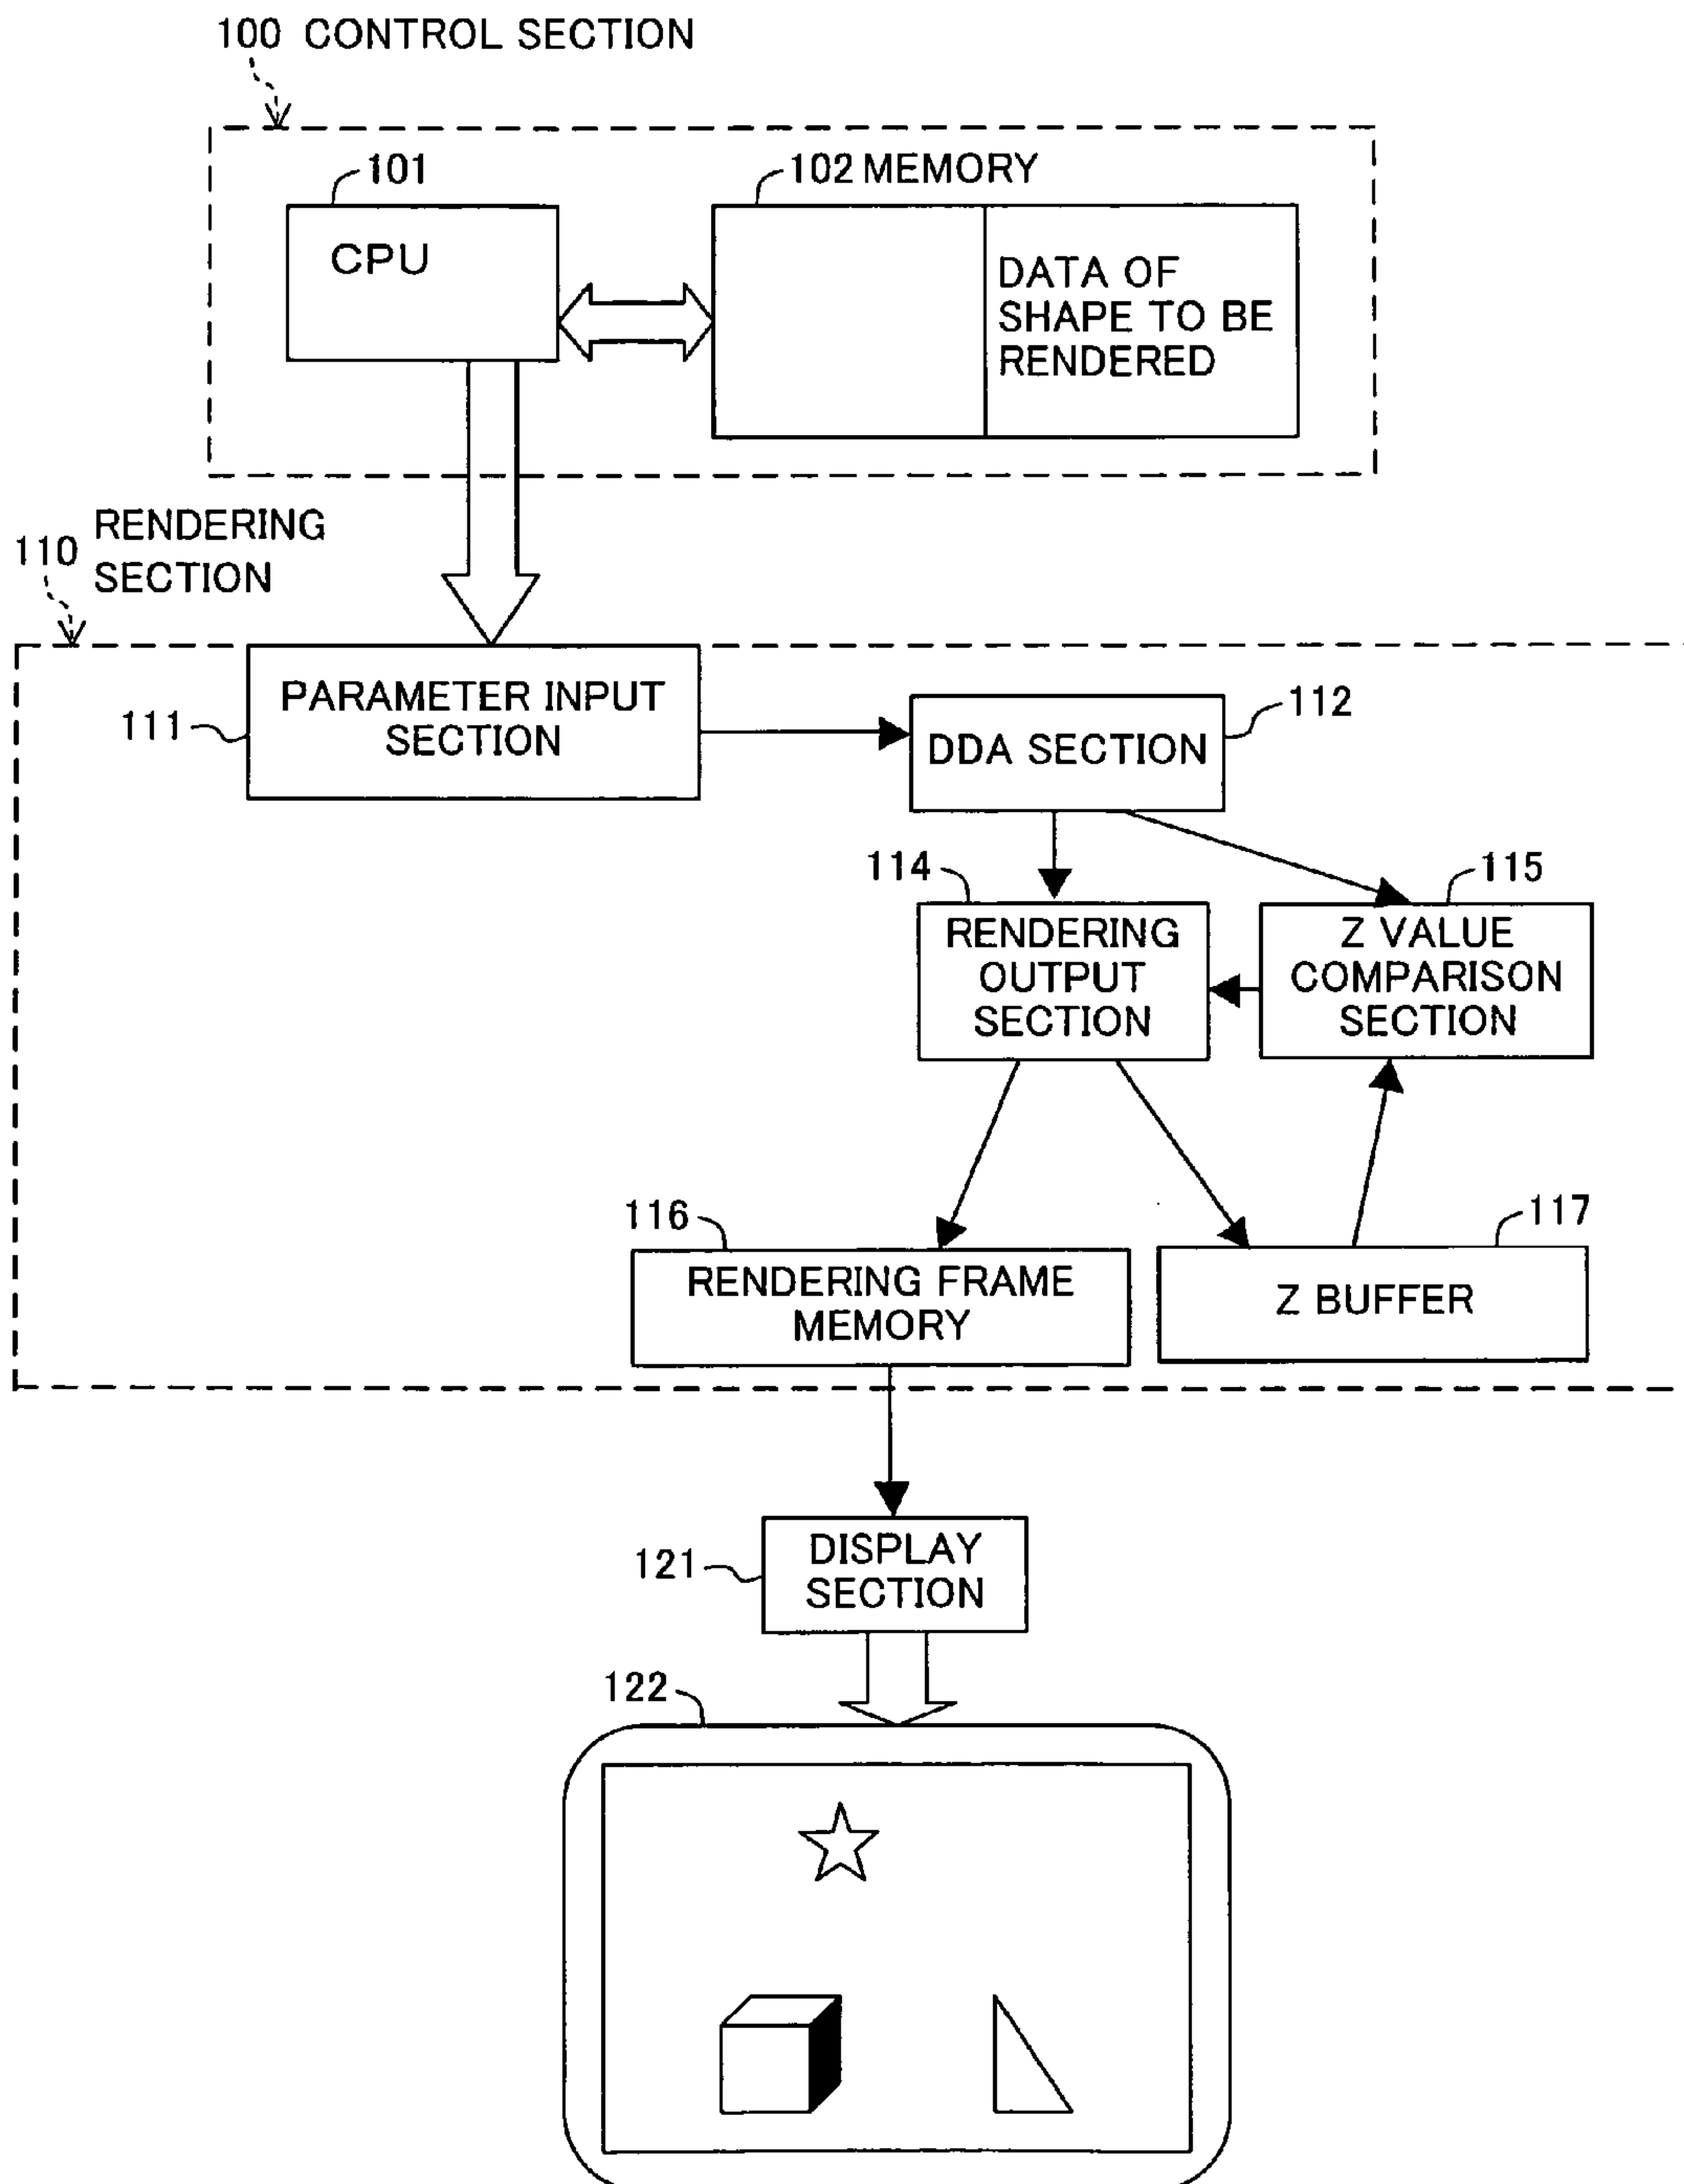 100 CONTROL SECTION
101
102 MEMORY
CPU
DATA OF
SHAPE TO BE
RENDERED
110
RENDERING
SECTION
PARAMETER INPUT
SECTION
111
112
DDA SECTION
114
115
RENDERING
OUTPUT
SECTION
Z VALUE
COMPARISON
SECTION
116
117
RENDERING FRAME
MEMORY
Z BUFFER
121
DISPLAY
SECTION
122